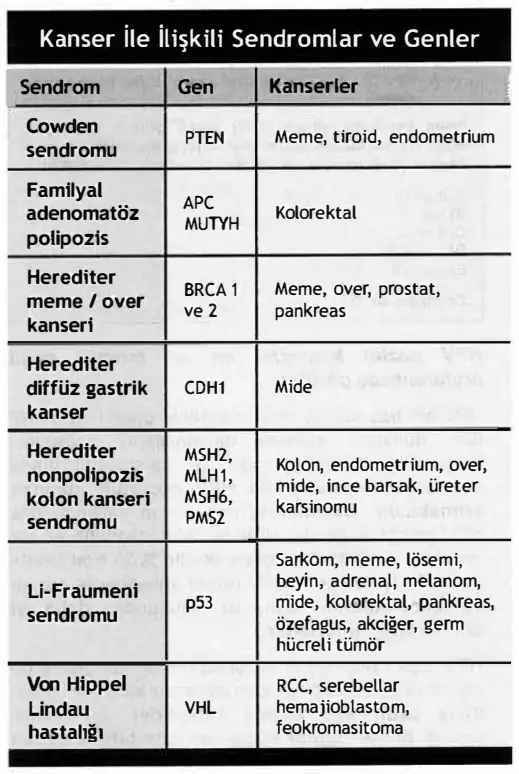 Kanser İle İlişkili Sendromlar ve Genler
Sendrom Gen Kanserler
Cowden
sendromu
PTEN
Meme, tiroid, endometrium
Familyal
adenomatöz
polipozis
APC
MUTYH
Kolorektal
Herediter
meme / over
kanseri
BRCA 1
ve 2
Meme, over, prostat,
pankreas
Herediter
diffüz gastrik
kanser
CDH1
Mide
Herediter
nonpolipozis
kolon kanseri
sendromu
MSH2,
MLH1,
MSH6,
PMS2
Kolon, endometrium, over,
mide, ince barsak, üreter
karsinomu
Li-Fraumeni
sendromu
p53
Sarkom, meme, lösemi,
beyin, adrenal, melanom,
mide, kolorektal, pankreas,
özefagus, akciğer, germ
hücreli tümör
Von Hippel
Lindau
hastalığı
VHL
RCC, serebellar
hemajioblastom,
feokromasitoma